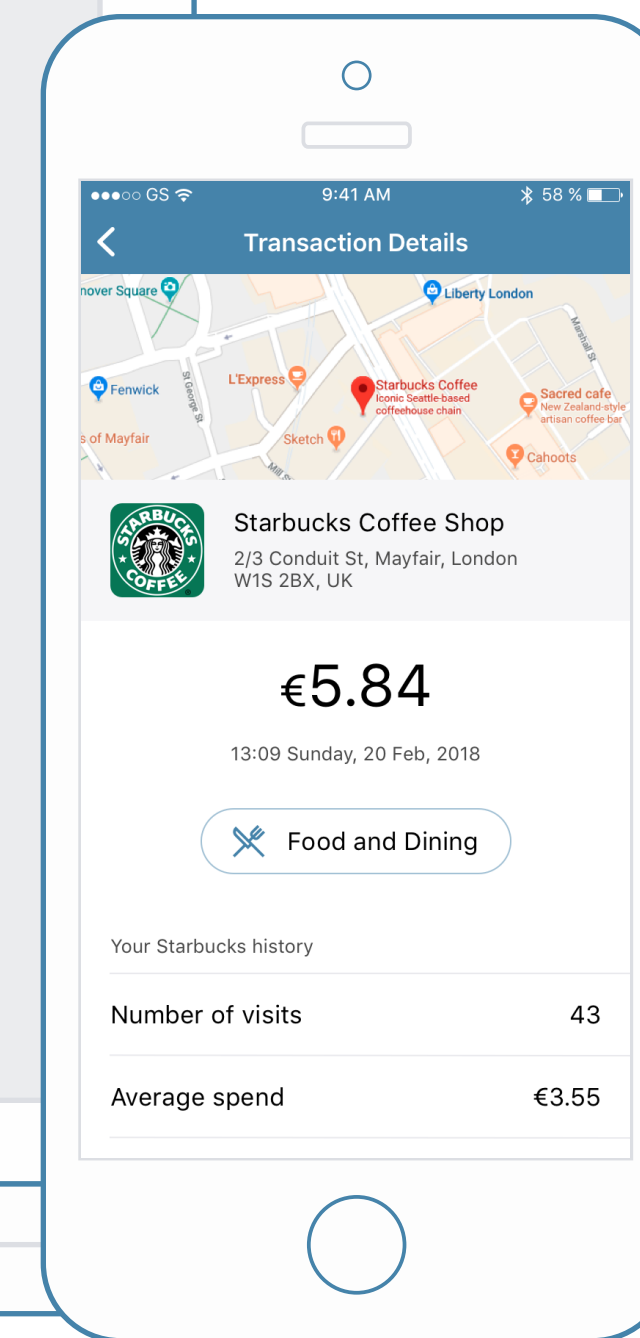 GS
9:41 AM
58 %
Transaction Details
nover Square
Liberty London
Marshall St
L'Express
St George St
Fenwick
Starbucks Coffee
Iconic Seattle-based
coffeehouse chain
Sacred cafe
New Zealand-style
artisan coffee bar
s of Mayfair
Sketch
Cahoots
Mill St
STARBUCKS
COFFEE
Starbucks Coffee Shop
2/3 Conduit St, Mayfair, London
W1S 2BX, UK
€5.84
13:09 Sunday, 20 Feb, 2018
Food and Dining
Your Starbucks history
Number of visits
43
Average spend
€3.55